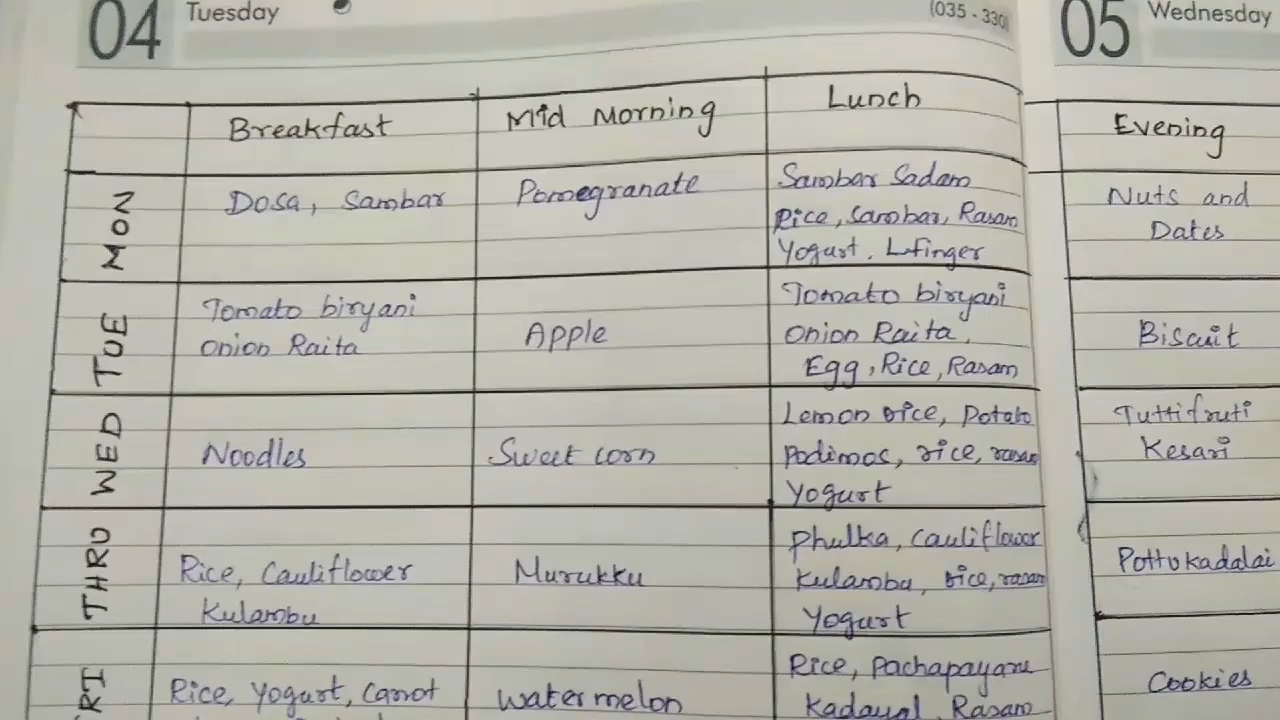 04 Tuesday (035 - 330)
05 Wednesday
Breakfast Mid Morning Lunch Evening
MON
Dosa, Sambar
Pomegranate
Sambar Sadam
Rice, Sambar, Rasam
Yogurt. L.finger
Nuts and
Dates
TUE
Tomato biryani
Onion Raita
Apple
Tomato biryani
Onion Raita,
Egg, Rice, Rasam
Biscuit
WED
Noodles
Sweet corn
Lemon rice, Potato
Podimos, rice, rasam
Yogurt
Tuttifruti
Kesari
THRU
Rice, Cauliflower
Kulambu
Murukku
Phulka, Cauliflower
Kulambu, rice, rasam
Yogurt
Pottukadalai
FRI
Rice, Yogurt, Carrot
Watermelon
Rice, Pachapayaru
Kadayal, Rasam
Cookies